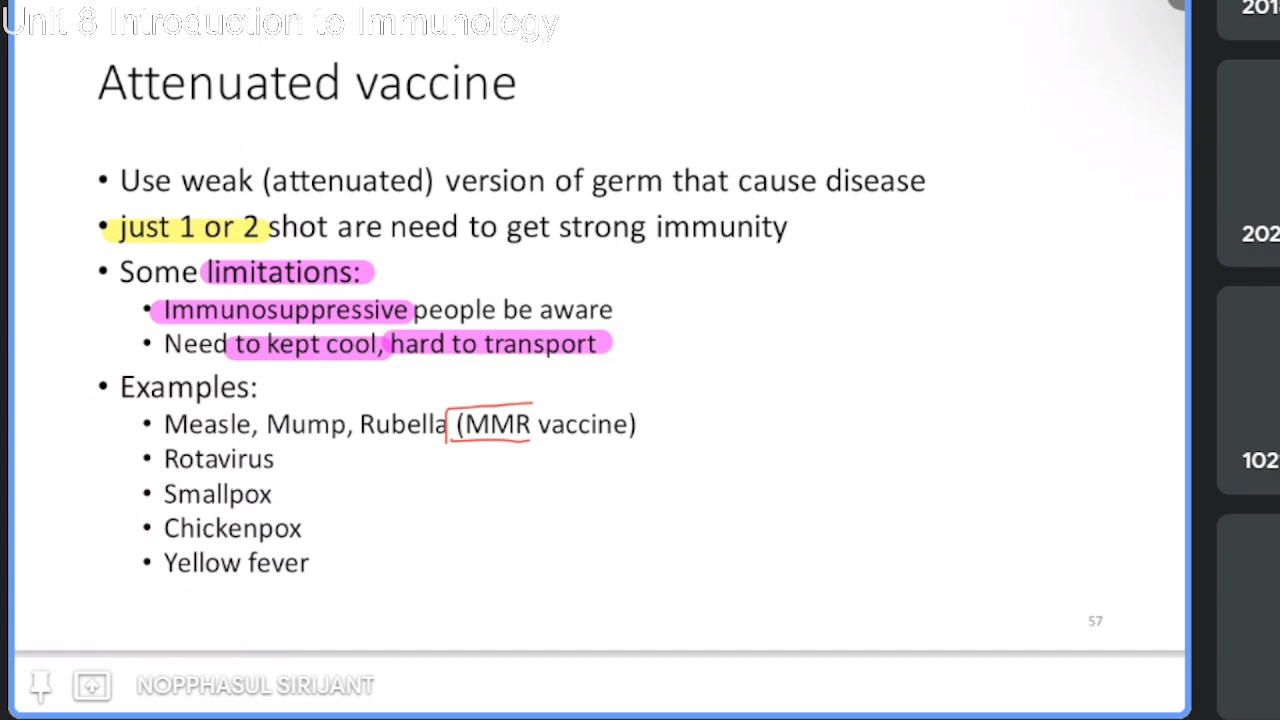 Unit 8 Introduction to Immunology
Attenuated vaccine
• Use weak (attenuated) version of germ that cause disease
• just 1 or 2 shot are need to get strong immunity
• Some limitations:
• Immunosuppressive people be aware
• Need to kept cool, hard to transport
• Examples:
• Measle, Mump, Rubella (MMR vaccine)
• Rotavirus
• Smallpox
• Chickenpox
• Yellow fever
57
NOPPHASUL SIRIJANT
202
102